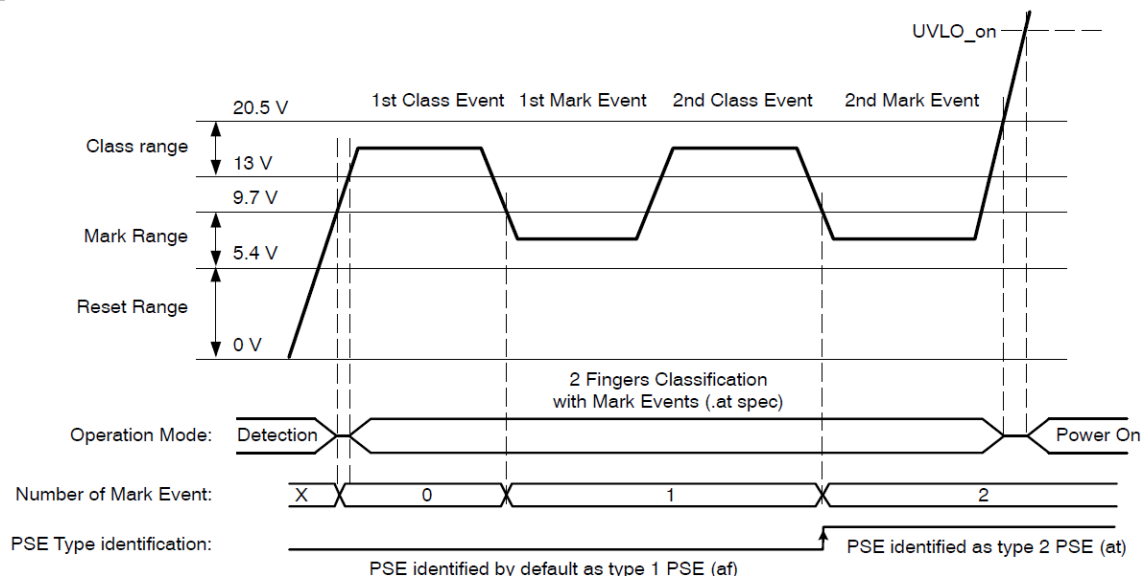 UVLO_on
1st Class Event 1st Mark Event 2nd Class Event 2nd Mark Event
20.5 V
Class range
13 V
9.7 V
Mark Range
5.4 V
Reset Range
0 V
2 Fingers Classification
with Mark Events (.at spec)
Operation Mode: Detection Power On
Number of Mark Event: X 0 1 2
PSE Type identification: PSE identified as type 2 PSE (at)
PSE identified by default as type 1 PSE (af)